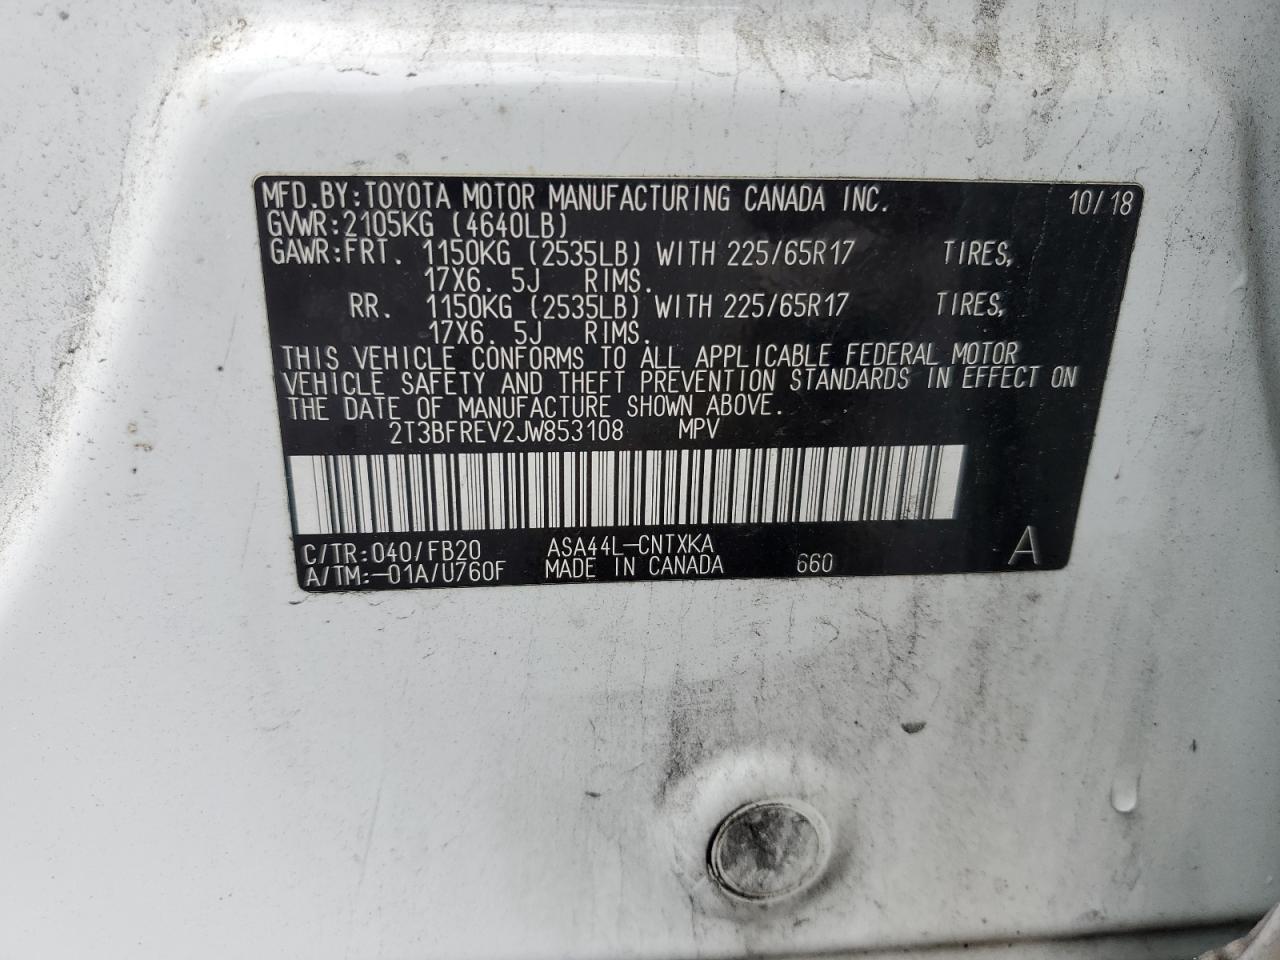 MFD.BY:TOYOTA MOTOR MANUFACTURING CANADA INC. 10/18
GVWR:2105KG (4640LB)
GAWR:FRT. 1150KG (2535LB) WITH 225/65R17 TIRES,
17X6. 5J RIMS.
RR. 1150KG (2535LB) WITH 225/65R17 TIRES,
17X6. 5J RIMS.
THIS VEHICLE CONFORMS TO ALL APPLICABLE FEDERAL MOTOR
VEHICLE SAFETY AND THEFT PREVENTION STANDARDS IN EFFECT ON
THE DATE OF MANUFACTURE SHOWN ABOVE.
2T3BFREV2JW853108 MPV
C/TR:040/FB20 ASA44L-CNTXKA
A/TM:-01A/U760F MADE IN CANADA 660 A